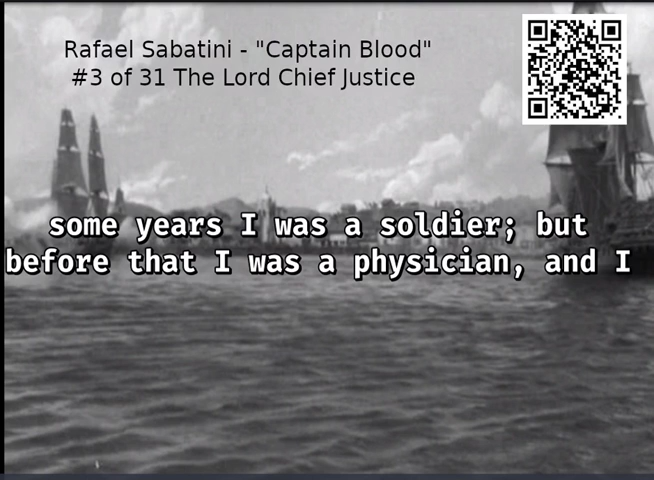 Rafael Sabatini - "Captain Blood"
#3 of 31 The Lord Chief Justice
some years I was a soldier; but
before that I was a physician, and I